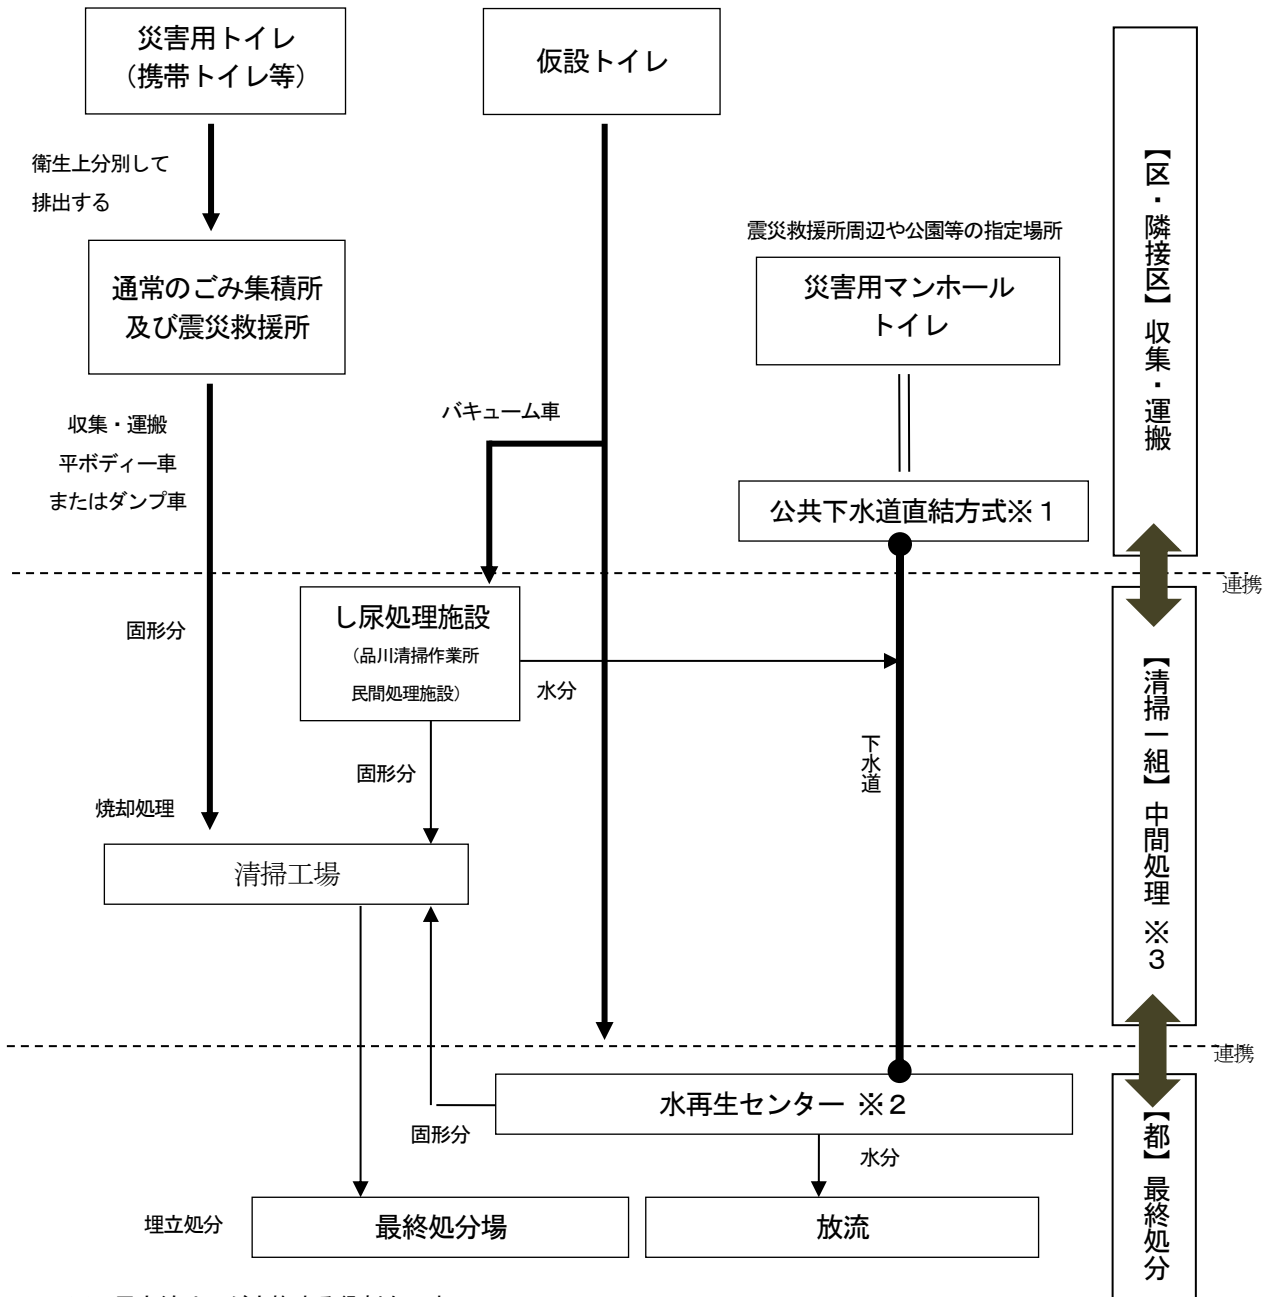 災害用トイレ
（携帯トイレ等）
仮設トイレ
衛生上分別して
排出する
通常のごみ集積所
及び震災救援所
震災救援所周辺や公園等の指定場所
災害用マンホール
トイレ
収集・運搬
平ボディー車
またはダンプ車
バキューム車
公共下水道直結方式※１
【区・隣接区】収集・運搬
連携
固形分
し尿処理施設
（品川清掃作業所
民間処理施設）
水分
固形分
下水道
焼却処理
清掃工場
【清掃一組】中間処理 ※３
連携
水再生センター ※２
固形分
水分
埋立処分
最終処分場
放流
【都】最終処分